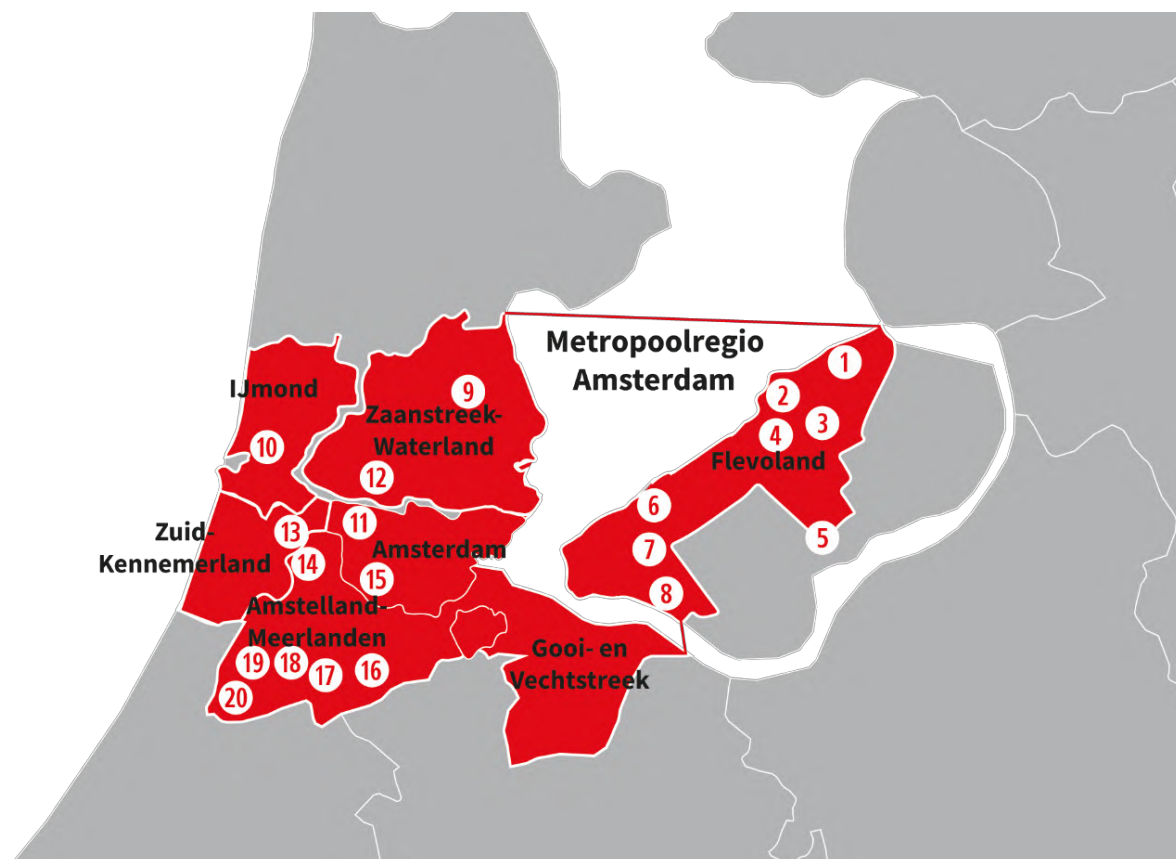 Metropoolregio
Amsterdam
1
IJmond
2
9
3
Zaanstreek-
Waterland
4
10
Flevoland
12
6
11
13
Zuid-
Kennemerland
5
Amsterdam
7
14
15
8
Amstelland-
Meerlanden
Gooi- en
Vechtstreek
19
18
17
16
20